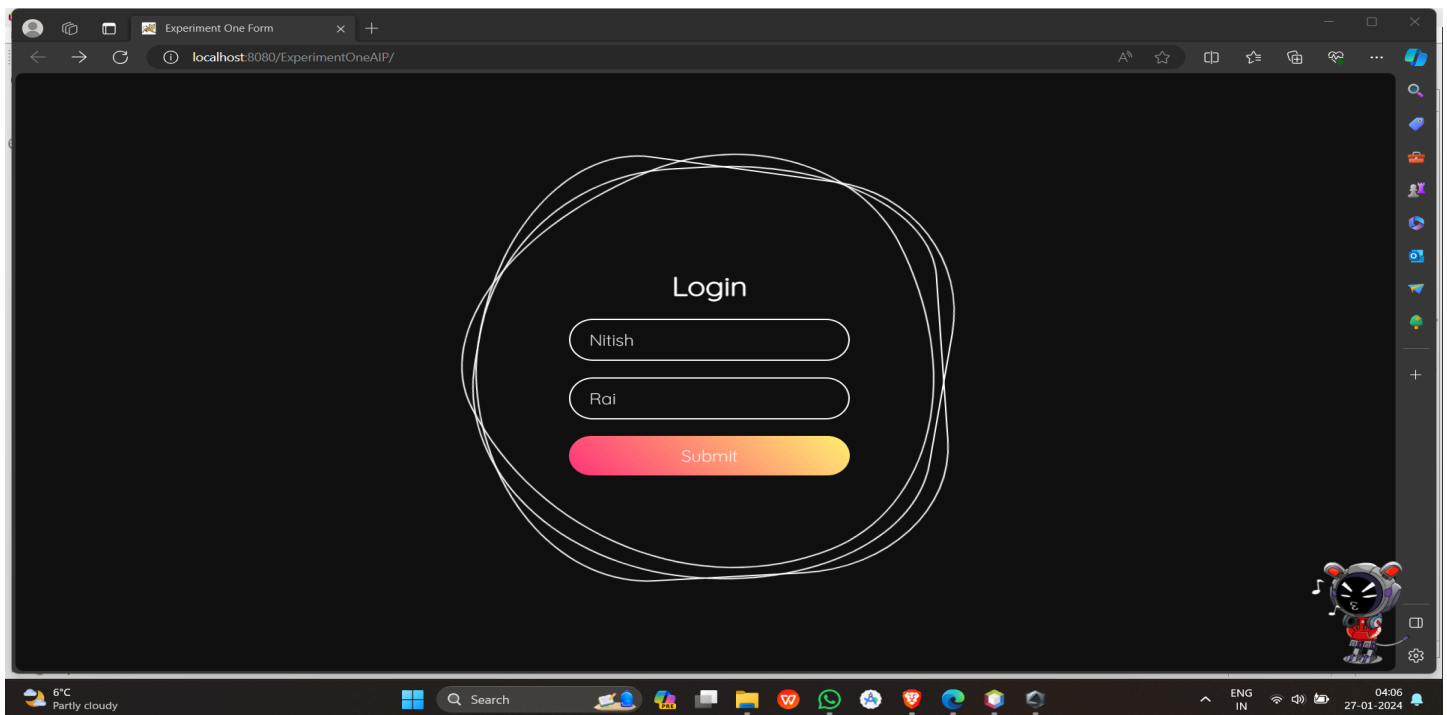 Experiment One Form
localhost:8080/ExperimentOneAIP/
Login
Nitish
Rai
Submit
6°C
Partly cloudy
Search
PRE
ENG
IN
04:06
27-01-2024